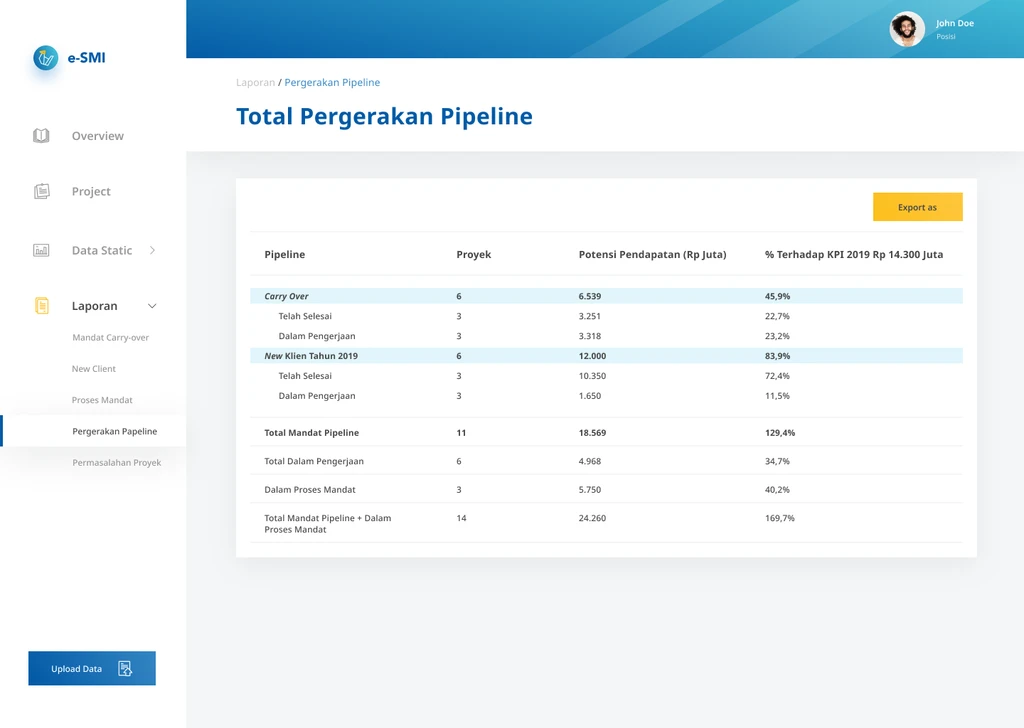 e-SMI
John Doe
Posisi
Overview
Project
Data Static
Laporan
Mandat Carry-over
New Client
Proses Mandat
Pergerakan Papeline
Permasalahan Proyek
Upload Data
Laporan / Pergerakan Pipeline
Total Pergerakan Pipeline
Export as
Pipeline Proyek Potensi Pendapatan (Rp Juta) % Terhadap KPI 2019 Rp 14.300 Juta
Carry Over 6 6.539 45,9%
Telah Selesai 3 3.251 22,7%
Dalam Pengerjaan 3 3.318 23,2%
New Klien Tahun 2019 6 12.000 83,9%
Telah Selesai 3 10.350 72,4%
Dalam Pengerjaan 3 1.650 11,5%
Total Mandat Pipeline 11 18.569 129,4%
Total Dalam Pengerjaan 6 4.968 34,7%
Dalam Proses Mandat 3 5.750 40,2%
Total Mandat Pipeline + Dalam 14 24.260 169,7%
Proses Mandat